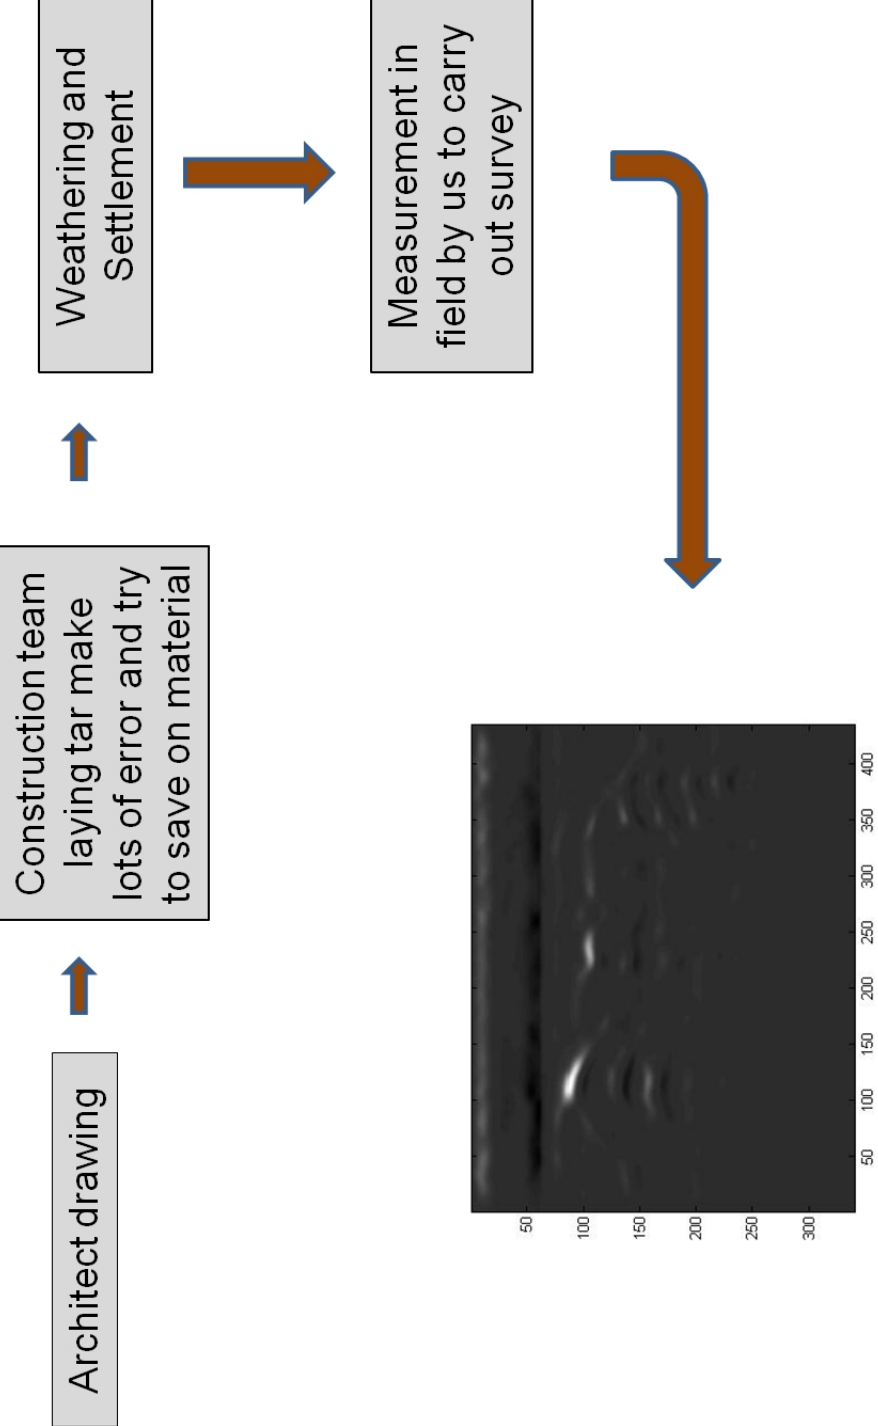 Architect drawing
Construction team
laying tar make
lots of error and try
to save on material
Weathering and
Settlement
Measurement in
field by us to carry
out survey
50
100
150
200
250
300
50
100
150
200
250
300
350
400